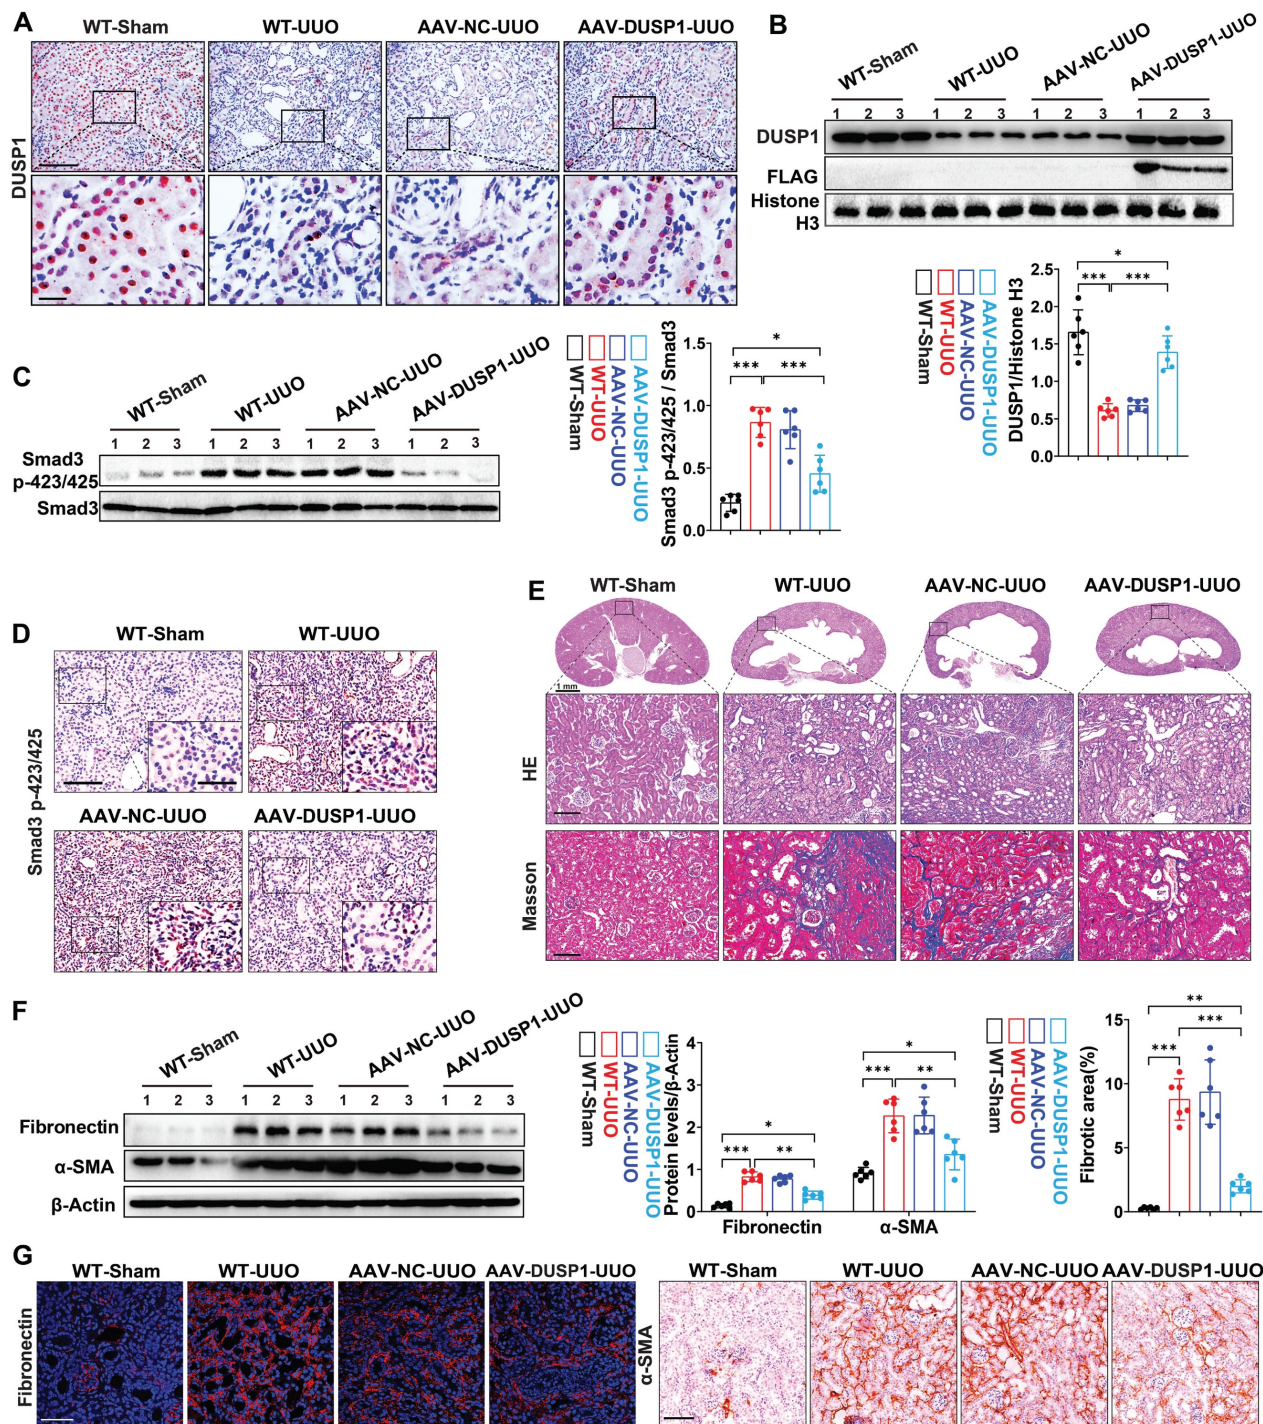 A
WT-Sham WT-UUO AAV-NC-UUO AAV-DUSP1-UUO
DUSP1
B
WT-Sham WT-UUO AAV-NC-UUO AAV-DUSP1-UUO
1 2 3 1 2 3 1 2 3 1 2 3
DUSP1
FLAG
Histone
H3
WT-Sham
WT-UUO
AAV-NC-UUO
AAV-DUSP1-UUO
DUSP1/Histone H3
2.5
2.0
1.5
1.0
0.5
0.0
*
*** ***
C
WT-Sham WT-UUO AAV-NC-UUO AAV-DUSP1-UUO
1 2 3 1 2 3 1 2 3 1 2 3
Smad3
p-423/425
Smad3
WT-Sham
WT-UUO
AAV-NC-UUO
AAV-DUSP1-UUO
Smad3 p-423/425 / Smad3
1.5
1.0
0.5
0.0
*
*** ***
D
WT-Sham WT-UUO
AAV-NC-UUO AAV-DUSP1-UUO
Smad3 p-423/425
E
WT-Sham WT-UUO AAV-NC-UUO AAV-DUSP1-UUO
1 mm
HE
Masson
F
WT-Sham WT-UUO AAV-NC-UUO AAV-DUSP1-UUO
1 2 3 1 2 3 1 2 3 1 2 3
Fibronectin
α-SMA
β-Actin
WT-Sham
WT-UUO
AAV-NC-UUO
AAV-DUSP1-UUO
Protein levels/β-Actin
4
3
2
1
0
*
*** **
*
*** **
Fibronectin α-SMA
WT-Sham
WT-UUO
AAV-NC-UUO
AAV-DUSP1-UUO
Fibrotic area(%)
15
10
5
0
**
***
***
G
WT-Sham WT-UUO AAV-NC-UUO AAV-DUSP1-UUO
Fibronectin
WT-Sham WT-UUO AAV-NC-UUO AAV-DUSP1-UUO
α-SMA